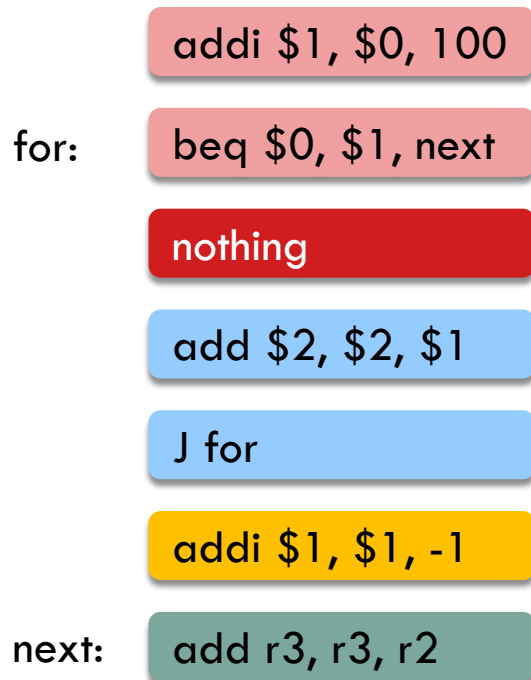 addi $1, $0, 100
for: beq $0, $1, next
nothing
add $2, $2, $1
J for
addi $1, $1, -1
next: add r3, r3, r2